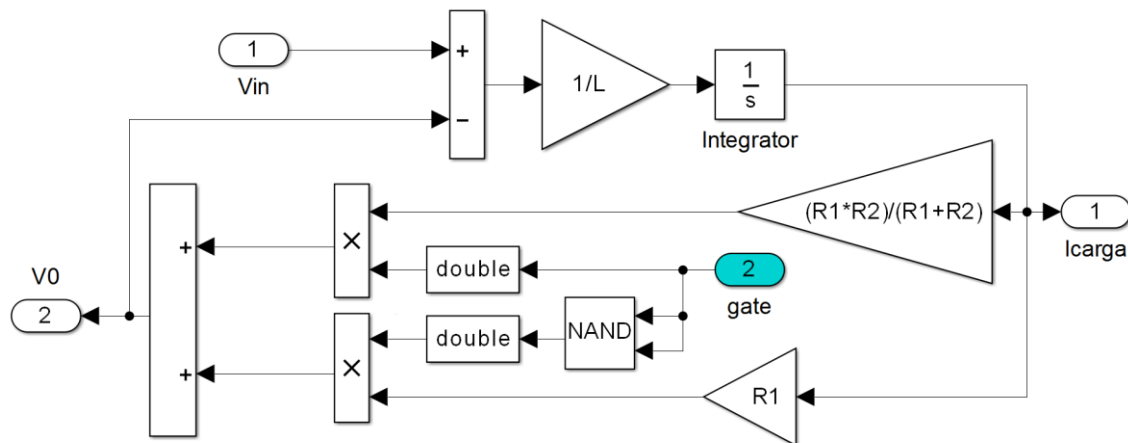 1
Vin
+
−
1/L
1
s
Integrator
(R1*R2)/(R1+R2)
1
Icarga
×
+
double
2
gate
V0
2
NAND
double
×
+
R1